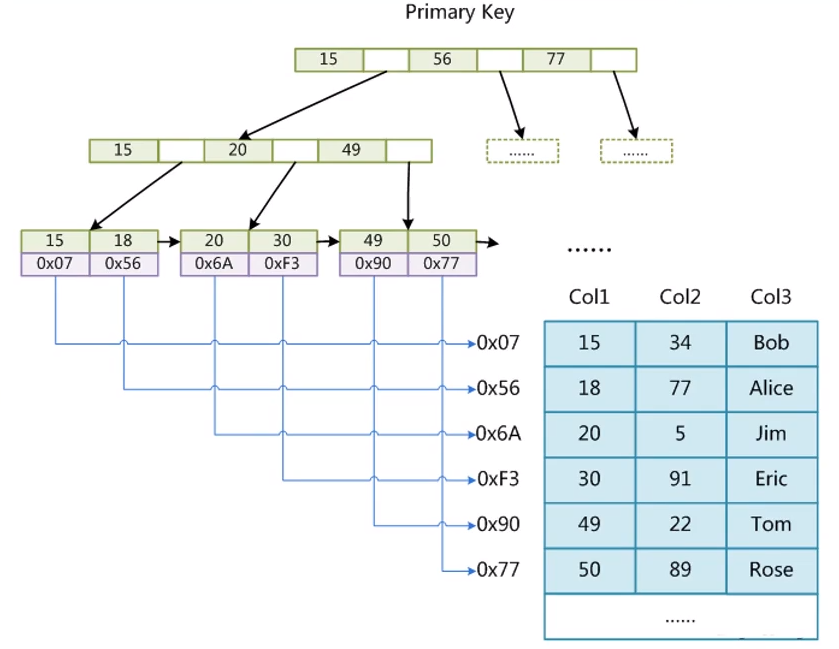 Primary Key
15 56 77
15 20 49
...... ......
15 18 20 30 49 50
0x07 0x56 0x6A 0xF3 0x90 0x77
......
Col1 Col2 Col3
0x07 15 34 Bob
0x56 18 77 Alice
0x6A 20 5 Jim
0xF3 30 91 Eric
0x90 49 22 Tom
0x77 50 89 Rose
......